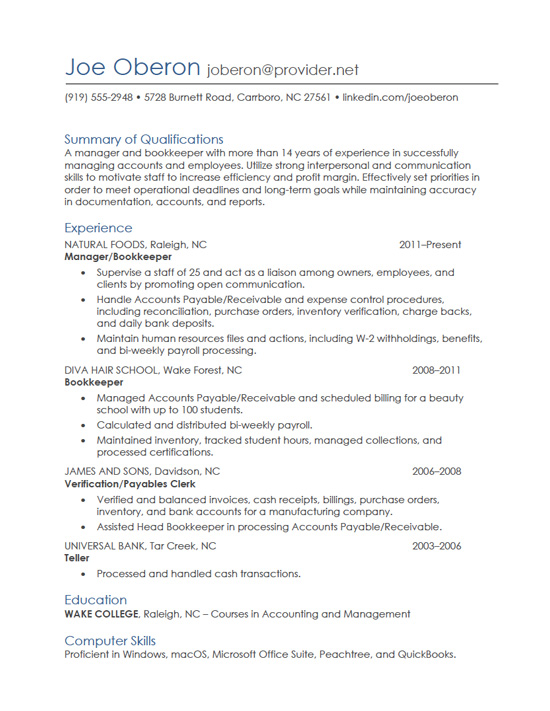 Joe Oberon joberon@provider.net
(919) 555-2948 • 5728 Burnett Road, Carrboro, NC 27561 • linkedin.com/joeoberon
Summary of Qualifications
A manager and bookkeeper with more than 14 years of experience in successfully
managing accounts and employees. Utilize strong interpersonal and communication
skills to motivate staff to increase efficiency and profit margin. Effectively set priorities in
order to meet operational deadlines and long-term goals while maintaining accuracy
in documentation, accounts, and reports.
Experience
NATURAL FOODS, Raleigh, NC 2011–Present
Manager/Bookkeeper
• Supervise a staff of 25 and act as a liaison among owners, employees, and
clients by promoting open communication.
• Handle Accounts Payable/Receivable and expense control procedures,
including reconciliation, purchase orders, inventory verification, charge backs,
and daily bank deposits.
• Maintain human resources files and actions, including W-2 withholdings, benefits,
and bi-weekly payroll processing.
DIVA HAIR SCHOOL, Wake Forest, NC 2008–2011
Bookkeeper
• Managed Accounts Payable/Receivable and scheduled billing for a beauty
school with up to 100 students.
• Calculated and distributed bi-weekly payroll.
• Maintained inventory, tracked student hours, managed collections, and
processed certifications.
JAMES AND SONS, Davidson, NC 2006–2008
Verification/Payables Clerk
• Verified and balanced invoices, cash receipts, billings, purchase orders,
inventory, and bank accounts for a manufacturing company.
• Assisted Head Bookkeeper in processing Accounts Payable/Receivable.
UNIVERSAL BANK, Tar Creek, NC 2003–2006
Teller
• Processed and handled cash transactions.
Education
WAKE COLLEGE, Raleigh, NC – Courses in Accounting and Management
Computer Skills
Proficient in Windows, macOS, Microsoft Office Suite, Peachtree, and QuickBooks.